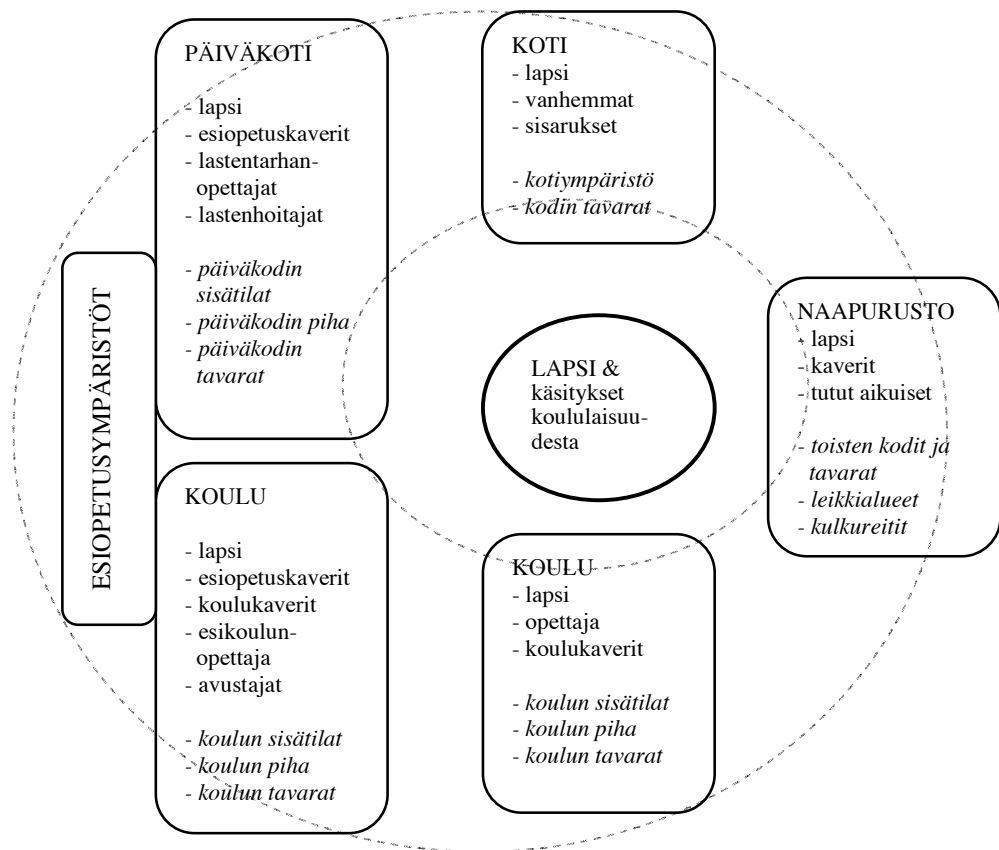 PÄIVÄKOTI
- lapsi
- esiopetuskaverit
- lastentarhan-
opettajat
- lastenhoitajat
- päiväkodin
sisätilat
- päiväkodin piha
- päiväkodin
tavarat
KOTI
- lapsi
- vanhemmat
- sisarukset
- kotiympäristö
- kodin tavarat
ESIOPETUSYMPÄRISTÖT
LAPSI &
käsitykset
koululaisuu-
desta
NAAPURUSTO
- lapsi
- kaverit
- tutut aikuiset
- toisten kodit ja
tavarat
- leikkialueet
- kulkureitit
KOULU
- lapsi
- esiopetuskaverit
- koulukaverit
- esikoulun-
opettaja
- avustajat
- koulun sisätilat
- koulun piha
- koulun tavarat
KOULU
- lapsi
- opettaja
- koulukaverit
- koulun sisätilat
- koulun piha
- koulun tavarat